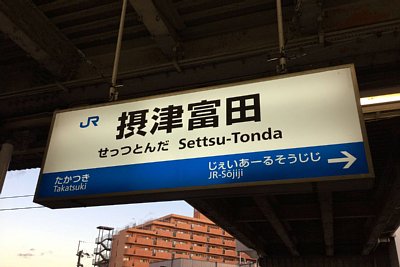 JR 摂津富田
せっつとんだ Settsu-Tonda
たかつき
Takatsuki
じぇいあーるそうじじ
JR-Sōjiji